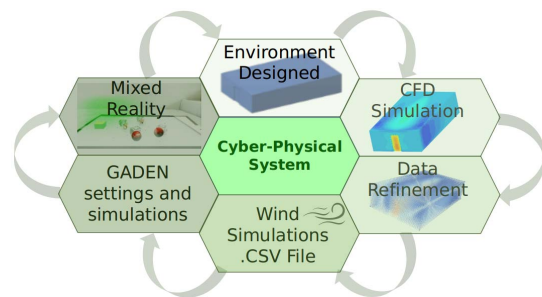 Environment
Designed
Mixed
Reality
CFD
Simulation
Cyber-Physical
System
GADEN
settings and
simulations
Data
Refinement
Wind
Simulations
.CSV File